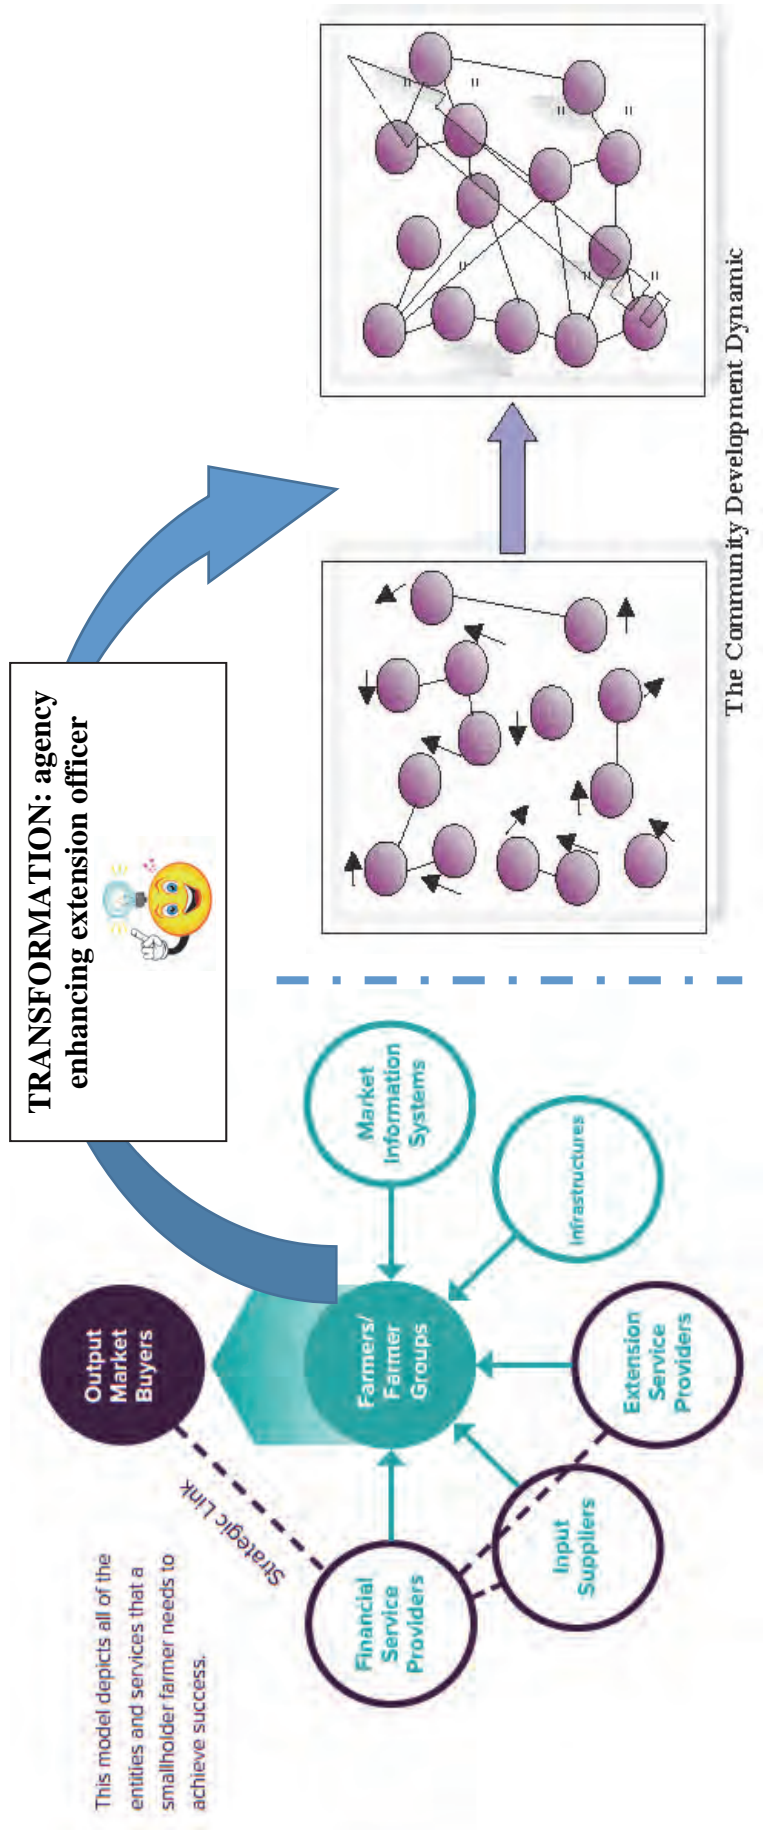 TRANSFORMATION: agency
enhancing extension officer
This model depicts all of the
entities and services that a
smallholder farmer needs to
achieve success.
Output
Market
Buyers
Strategic Link
Financial
Service
Providers
Farmers/
Farmer
Groups
Market
Information
Systems
Input
Suppliers
Extension
Service
Providers
Infrastructures
The Community Development Dynamic